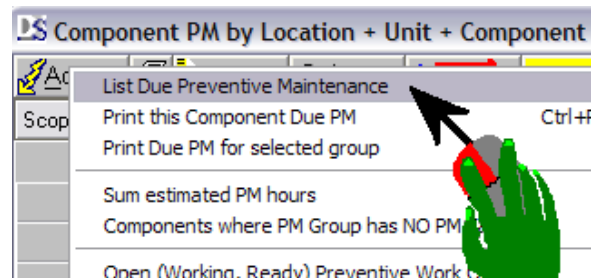 DS Component PM by Location + Unit + Component
List Due Preventive Maintenance
Scop
Print this Component Due PM Ctrl+P
Print Due PM for selected group
Sum estimated PM hours
Components where PM Group has NO PM
Open (Working, Ready) Preventive Work